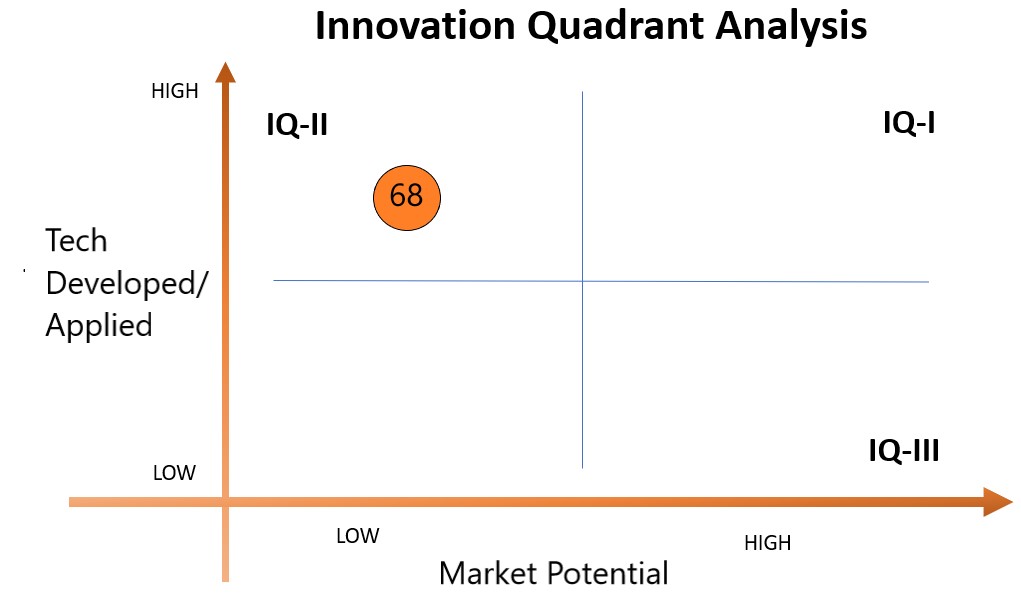 Innovation Quadrant Analysis
HIGH
IQ-II
IQ-I
68
Tech
Developed/
Applied
IQ-III
LOW
LOW
HIGH
Market Potential